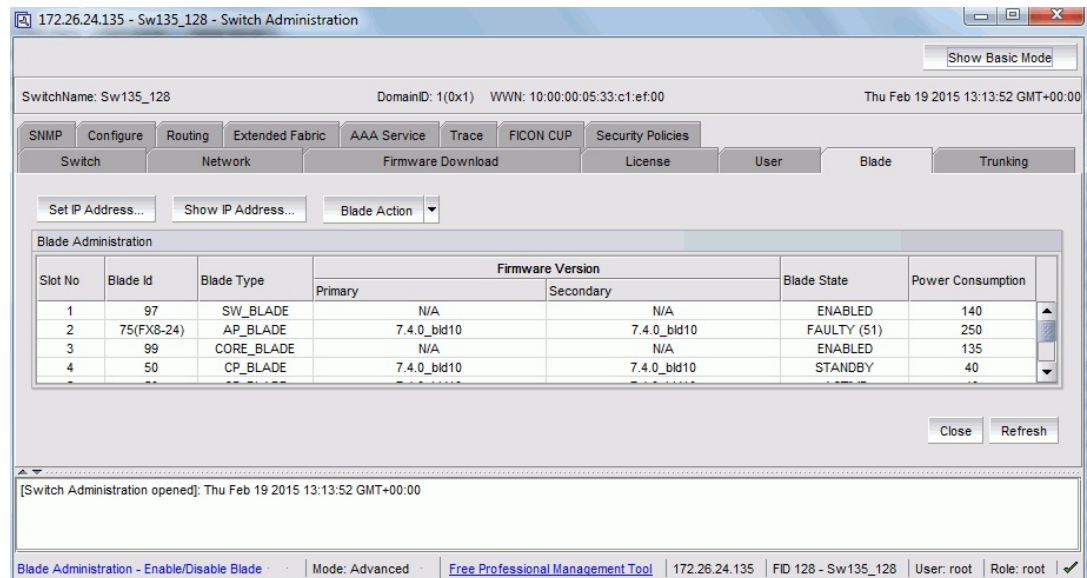 172.26.24.135 - Sw135_128 - Switch Administration
Show Basic Mode
SwitchName: Sw135_128 DomainID: 1(0x1) WWN: 10:00:00:05:33:c1:ef:00 Thu Feb 19 2015 13:13:52 GMT+00:00
SNMP Configure Routing Extended Fabric AAA Service Trace FICON CUP Security Policies
Switch Network Firmware Download License User Blade Trunking
Set IP Address... Show IP Address... Blade Action
Blade Administration
Slot No Blade Id Blade Type Firmware Version Blade State Power Consumption
Primary Secondary
1 97 SW_BLADE N/A N/A ENABLED 140
2 75(FX8-24) AP_BLADE 7.4.0_bld10 7.4.0_bld10 FAULTY (51) 250
3 99 CORE_BLADE N/A N/A ENABLED 135
4 50 CP_BLADE 7.4.0_bld10 7.4.0_bld10 STANDBY 40
Close Refresh
[Switch Administration opened]: Thu Feb 19 2015 13:13:52 GMT+00:00
Blade Administration - Enable/Disable Blade Mode: Advanced Free Professional Management Tool 172.26.24.135 FID 128 - Sw135_128 User: root Role: root